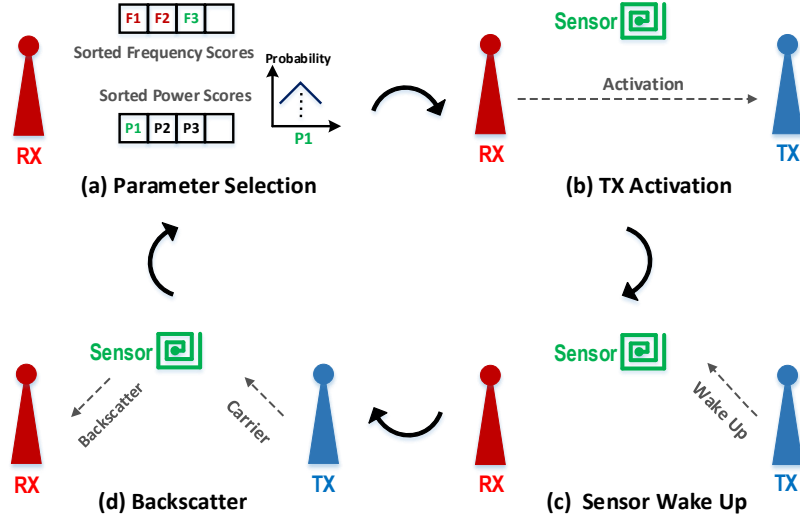 F1 F2 F3
Sorted Frequency Scores
Probability
Sorted Power Scores
P1 P2 P3
P1
RX
(a) Parameter Selection
Sensor
Activation
RX
TX
(b) TX Activation
Sensor
Backscatter
Carrier
RX
TX
(d) Backscatter
Sensor
Wake Up
RX
TX
(c) Sensor Wake Up